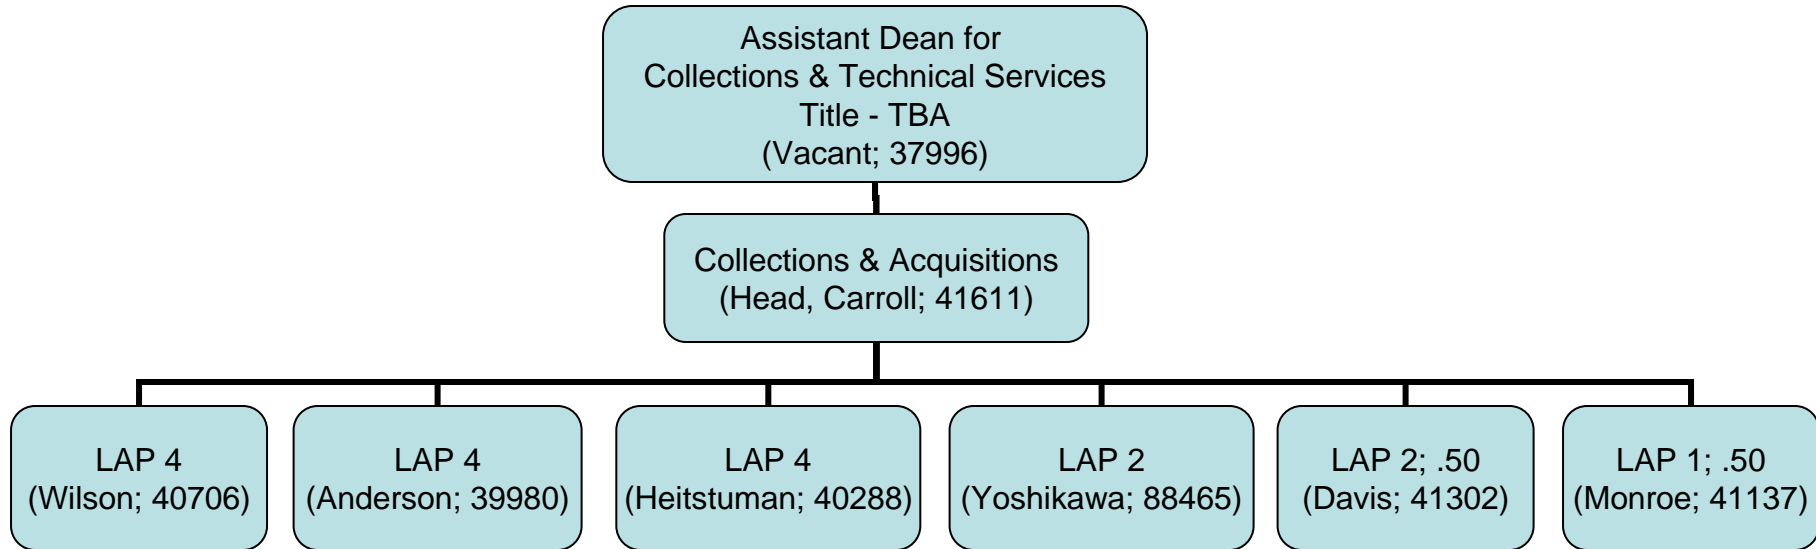 Assistant Dean for
Collections & Technical Services
Title - TBA
(Vacant; 37996)
Collections & Acquisitions
(Head, Carroll; 41611)
LAP 4
(Wilson; 40706)
LAP 4
(Anderson; 39980)
LAP 4
(Heitstuman; 40288)
LAP 2
(Yoshikawa; 88465)
LAP 2; .50
(Davis; 41302)
LAP 1; .50
(Monroe; 41137)